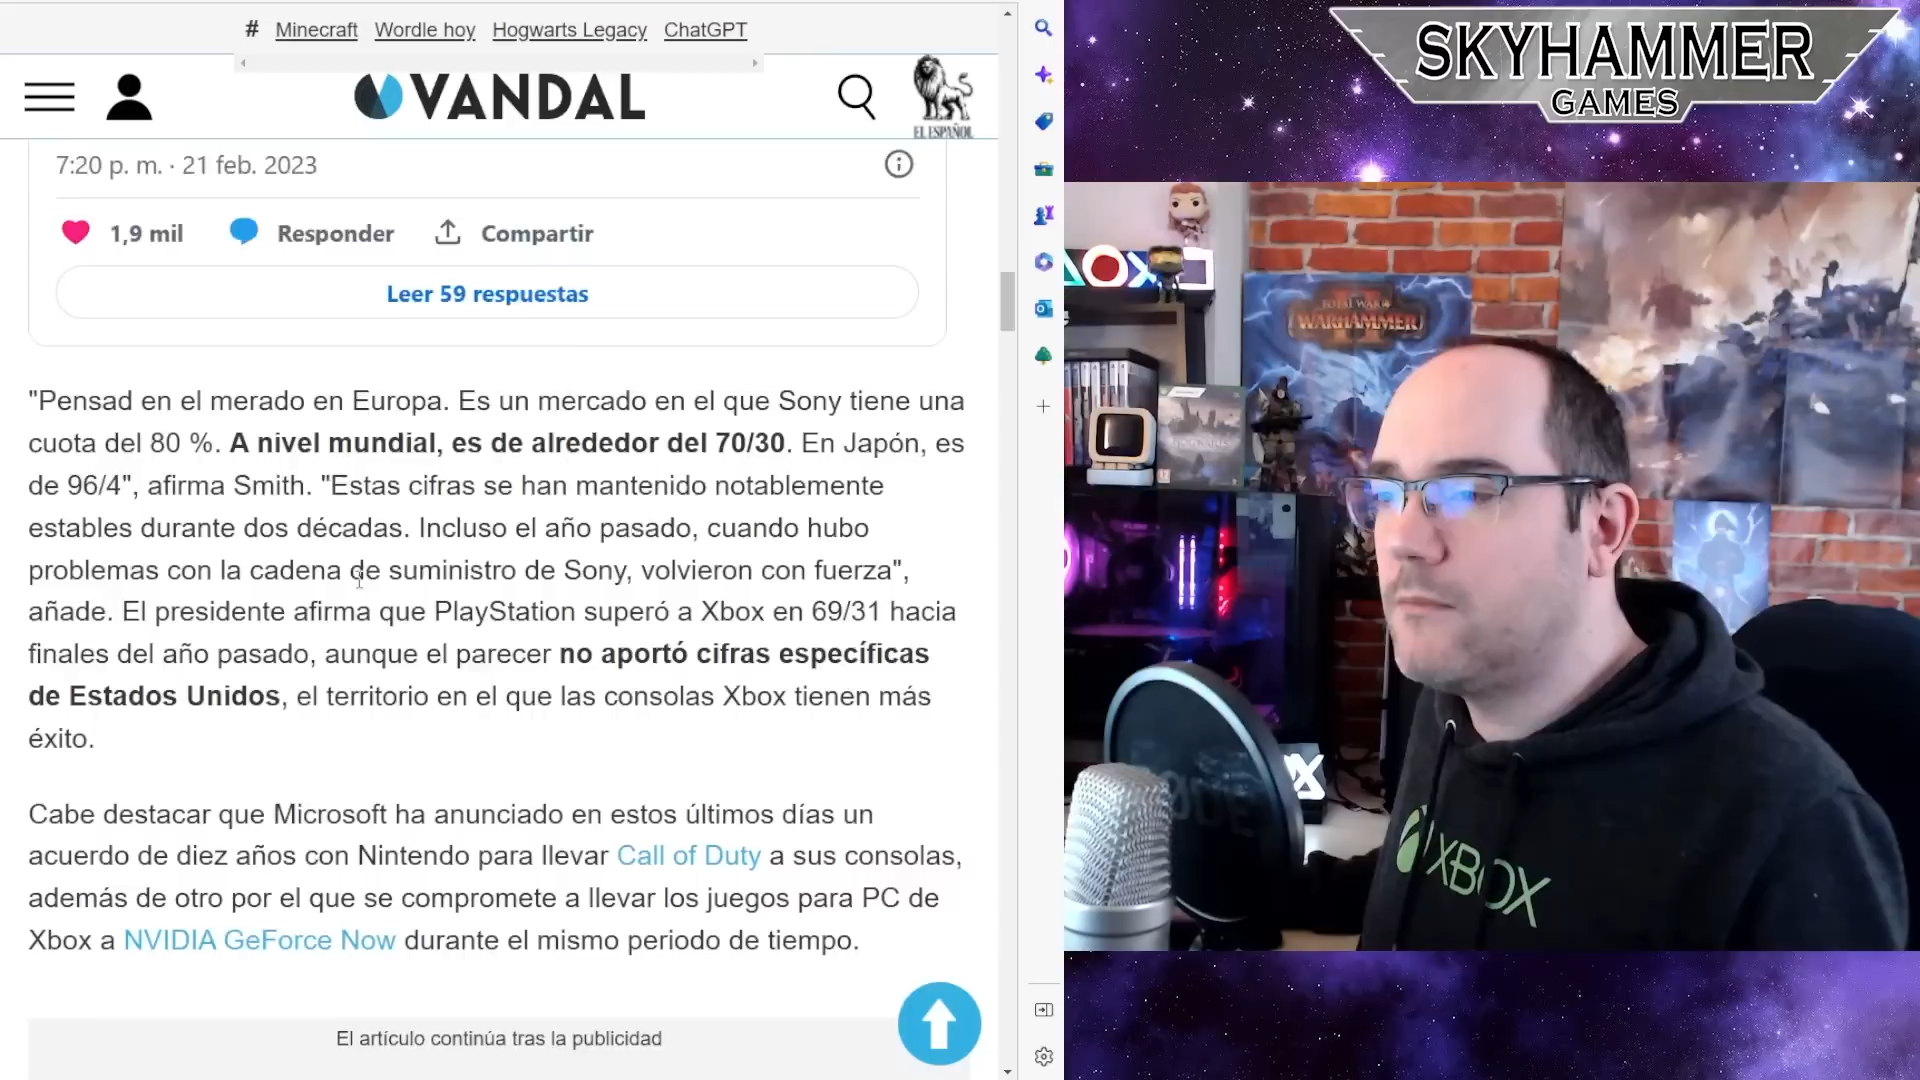 # Minecraft Wordle hoy Hogwarts Legacy ChatGPT
VANDAL
EL ESPAÑOL
7:20 p. m. · 21 feb. 2023
1,9 mil Responder Compartir
Leer 59 respuestas
"Pensad en el merado en Europa. Es un mercado en el que Sony tiene una
cuota del 80 %. A nivel mundial, es de alrededor del 70/30. En Japón, es
de 96/4", afirma Smith. "Estas cifras se han mantenido notablemente
estables durante dos décadas. Incluso el año pasado, cuando hubo
problemas con la cadena de suministro de Sony, volvieron con fuerza",
añade. El presidente afirma que PlayStation superó a Xbox en 69/31 hacia
finales del año pasado, aunque el parecer no aportó cifras específicas
de Estados Unidos, el territorio en el que las consolas Xbox tienen más
éxito.
Cabe destacar que Microsoft ha anunciado en estos últimos días un
acuerdo de diez años con Nintendo para llevar Call of Duty a sus consolas,
además de otro por el que se compromete a llevar los juegos para PC de
Xbox a NVIDIA GeForce Now durante el mismo periodo de tiempo.
El artículo continúa tras la publicidad
SKYHAMMER
GAMES
TOTAL WAR
WARHAMMER
II
HOGWARTS
RODE
XBOX